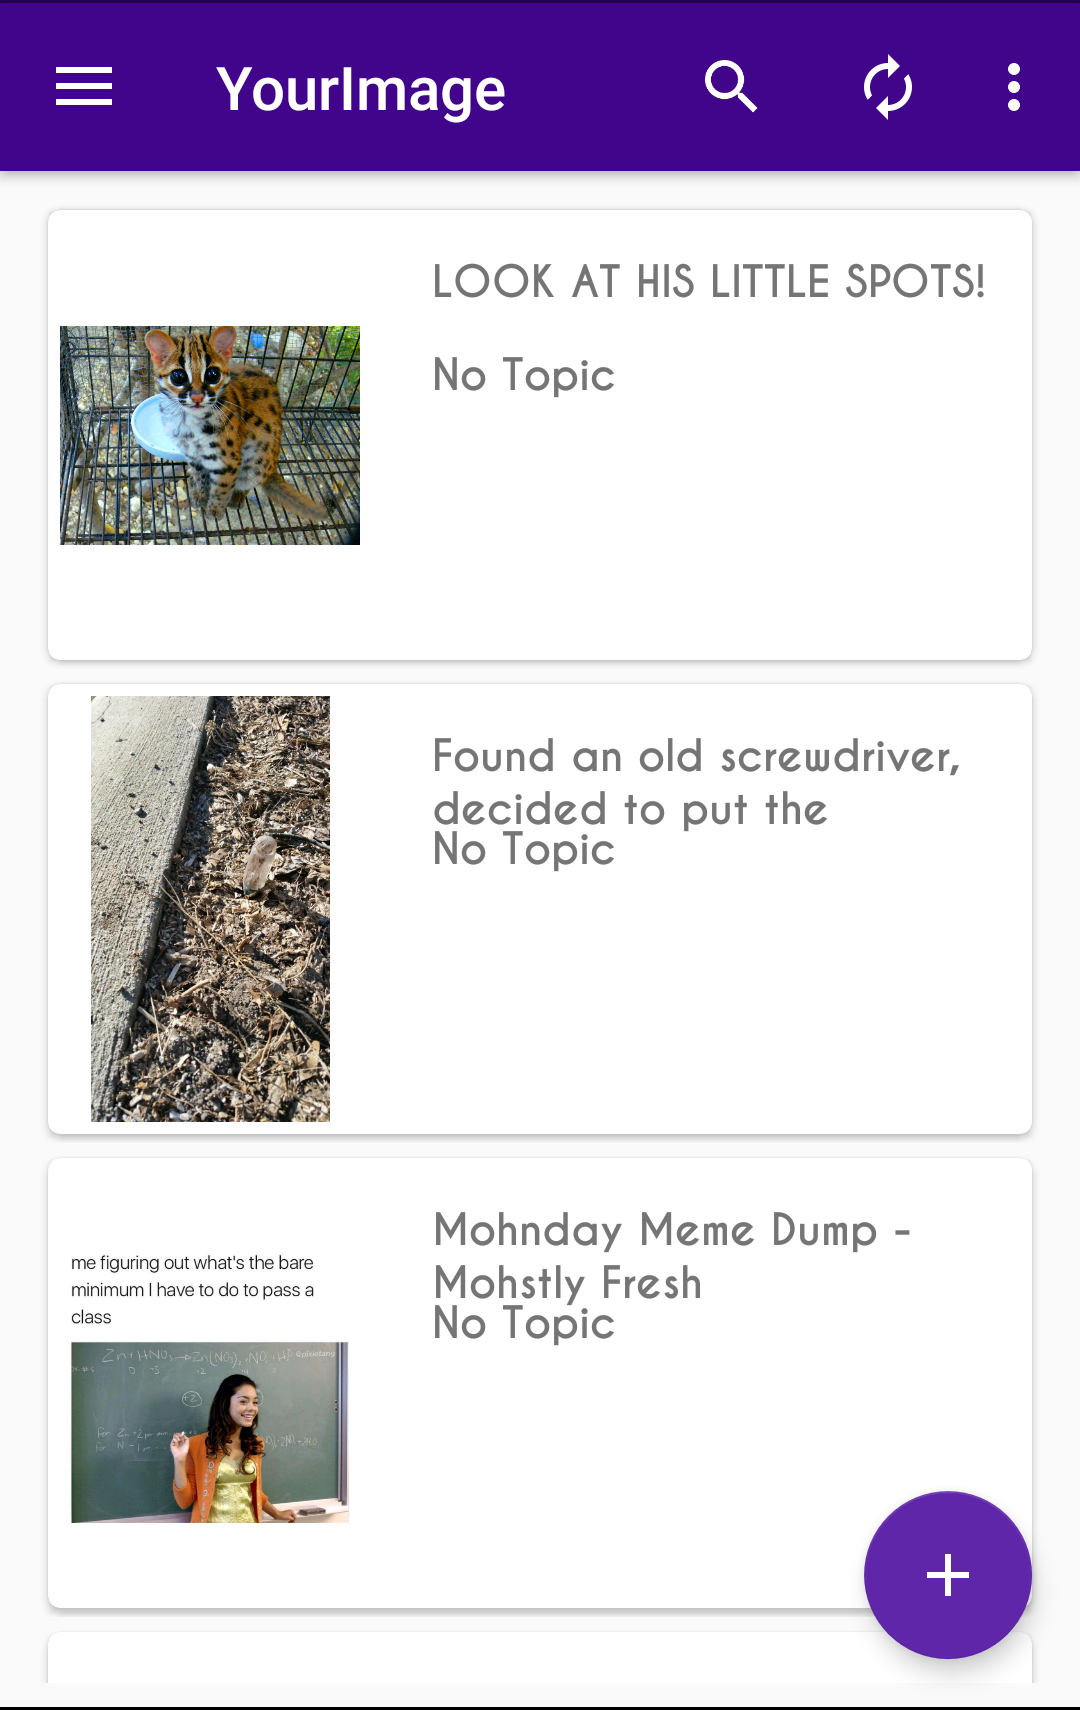 YourImage
LOOK AT HIS LITTLE SPOTS!
No Topic
Found an old screwdriver,
decided to put the
No Topic
Mohnday Meme Dump -
Mohstly Fresh
No Topic
me figuring out what's the bare
minimum I have to do to pass a
class